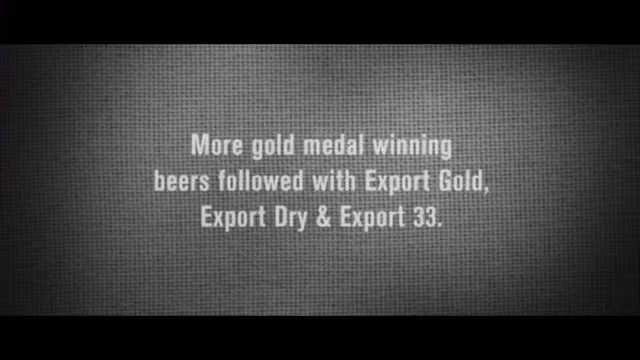 More gold medal winning
beers followed with Export Gold,
Export Dry & Export 33.